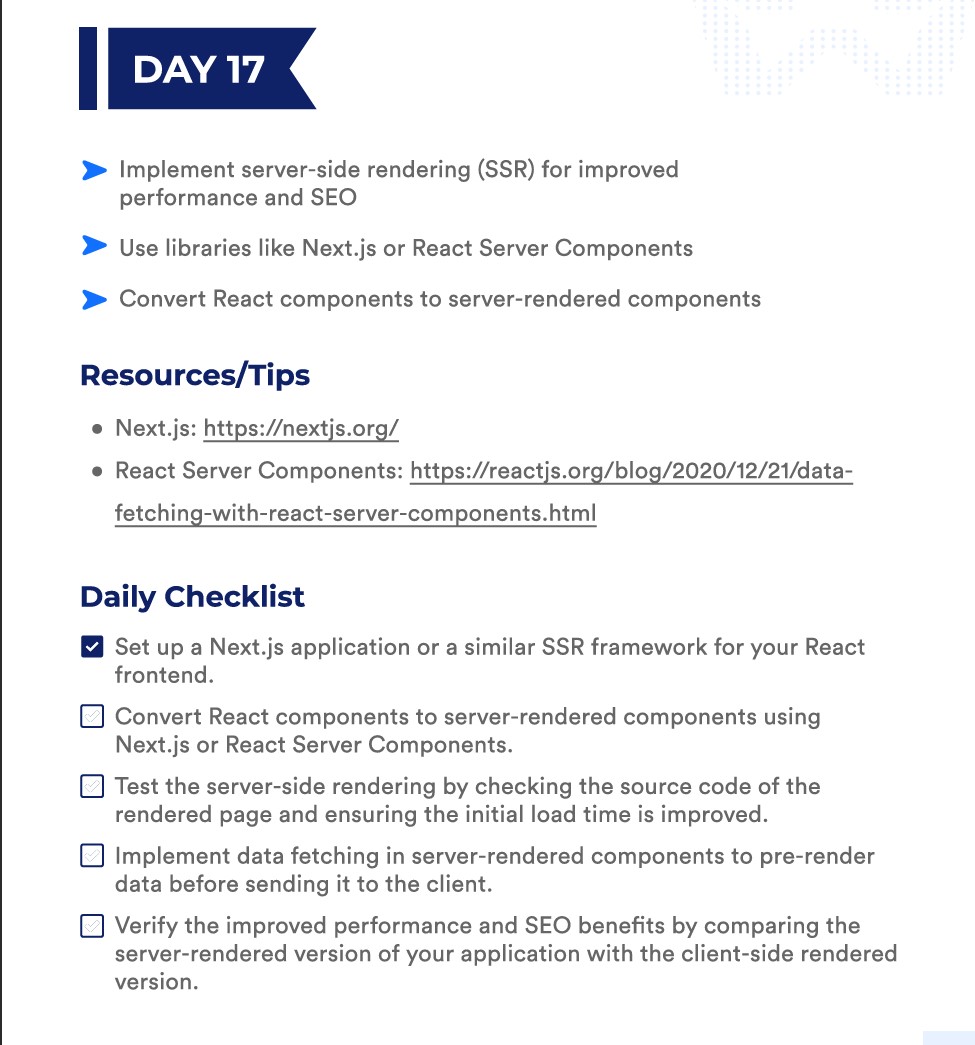 DAY 17
Implement server-side rendering (SSR) for improved
performance and SEO
Use libraries like Next.js or React Server Components
Convert React components to server-rendered components
Resources/Tips
Next.js: https://nextjs.org/
React Server Components: https://reactjs.org/blog/2020/12/21/data-
fetching-with-react-server-components.html
Daily Checklist
Set up a Next.js application or a similar SSR framework for your React
frontend.
Convert React components to server-rendered components using
Next.js or React Server Components.
Test the server-side rendering by checking the source code of the
rendered page and ensuring the initial load time is improved.
Implement data fetching in server-rendered components to pre-render
data before sending it to the client.
Verify the improved performance and SEO benefits by comparing the
server-rendered version of your application with the client-side rendered
version.